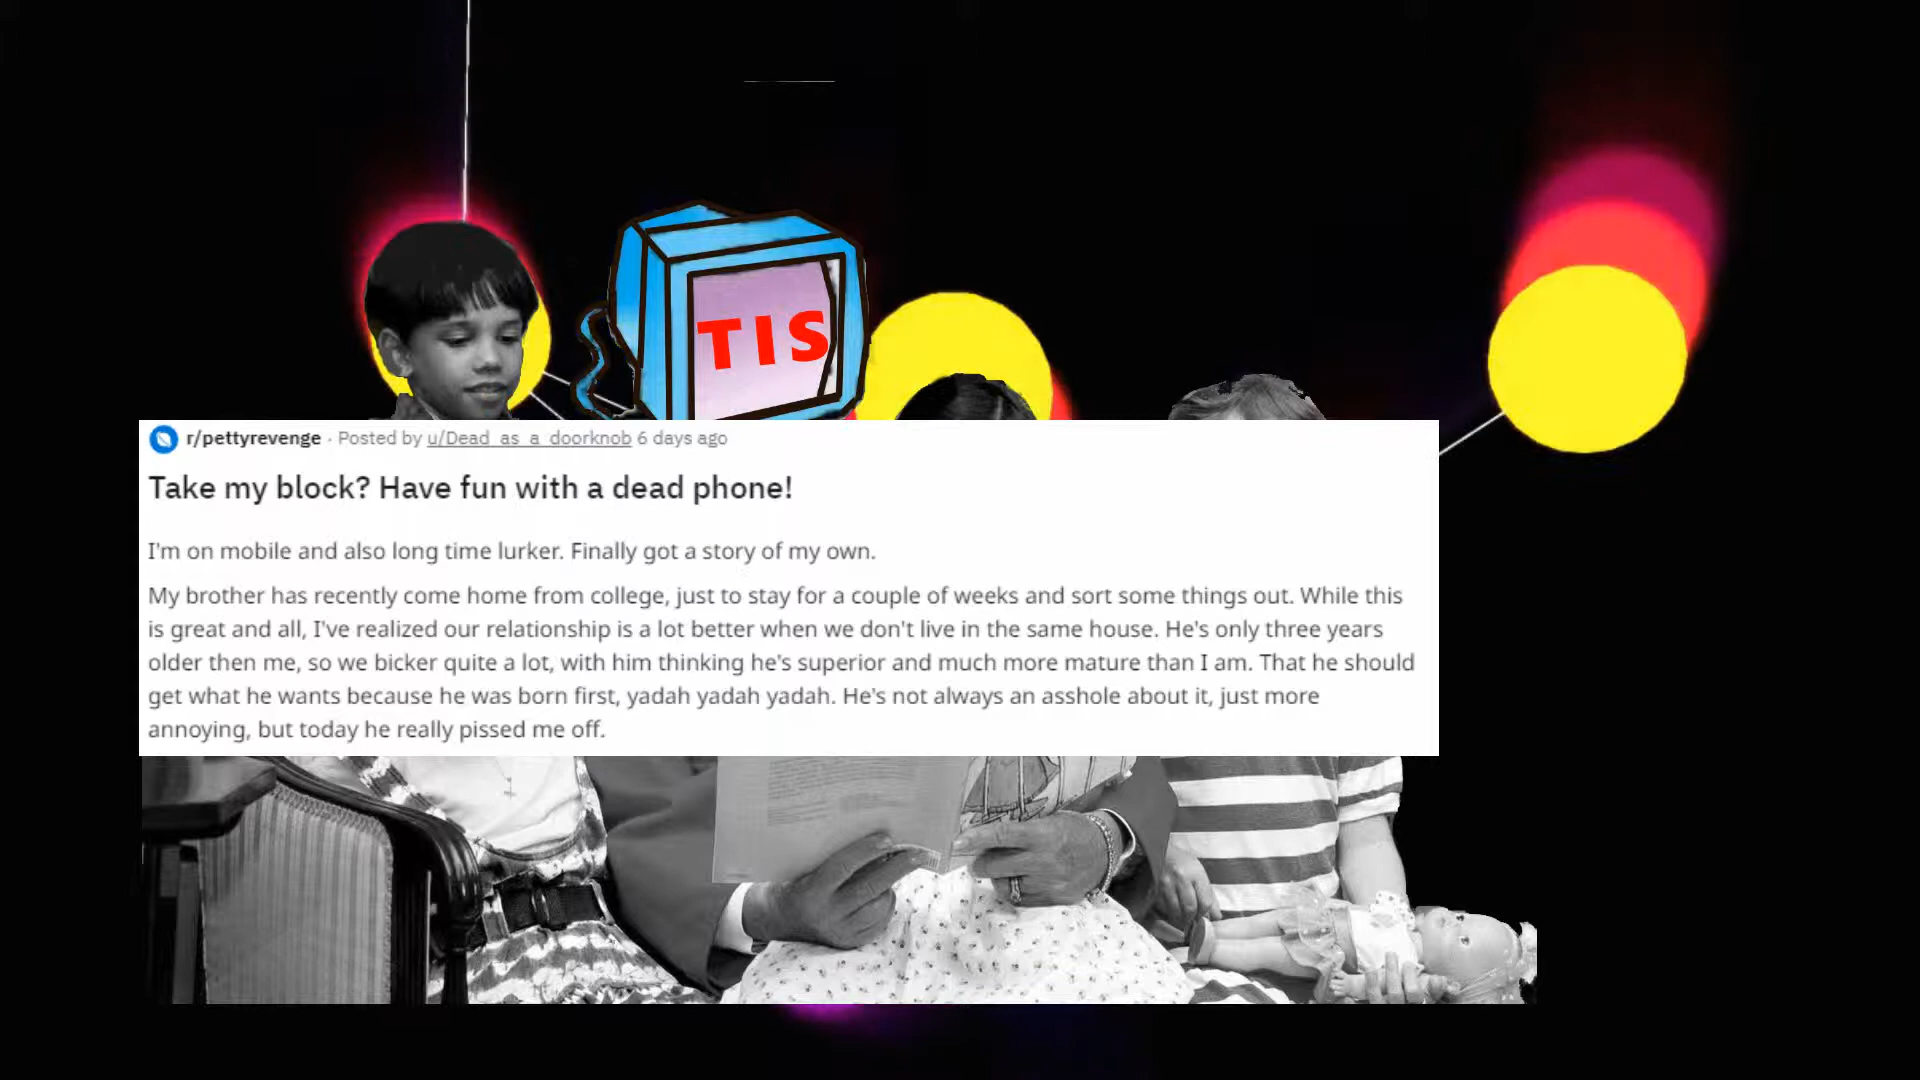 TIS
r/pettyrevenge · Posted by u/Dead_as_a_doorknob 6 days ago
Take my block? Have fun with a dead phone!
I'm on mobile and also long time lurker. Finally got a story of my own.
My brother has recently come home from college, just to stay for a couple of weeks and sort some things out. While this
is great and all, I've realized our relationship is a lot better when we don't live in the same house. He's only three years
older then me, so we bicker quite a lot, with him thinking he's superior and much more mature than I am. That he should
get what he wants because he was born first, yadah yadah yadah. He's not always an asshole about it, just more
annoying, but today he really pissed me off.